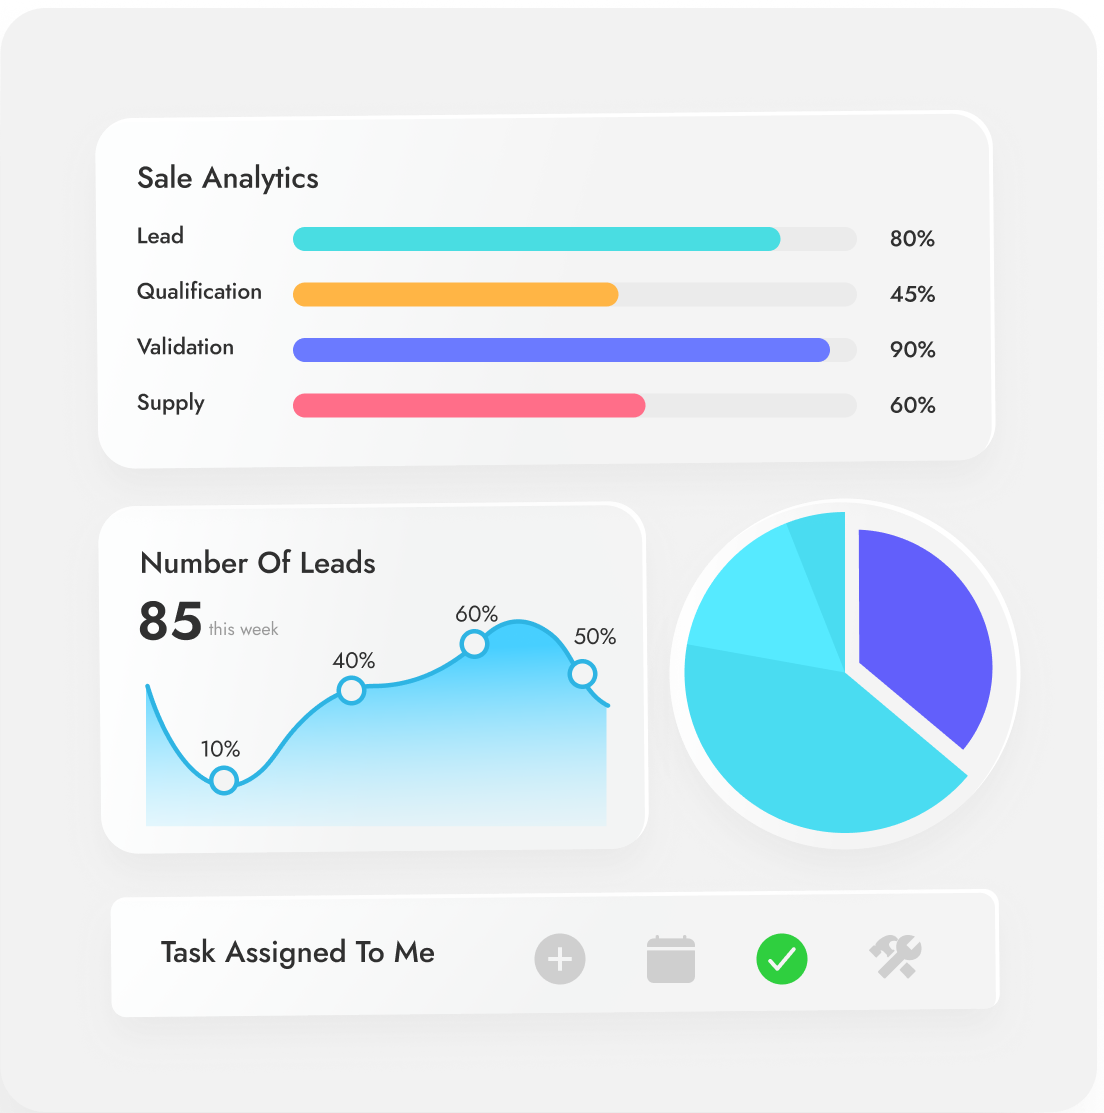 Sale Analytics
Lead 80%
Qualification 45%
Validation 90%
Supply 60%
Number Of Leads
85 this week
10%
40%
60%
50%
Task Assigned To Me